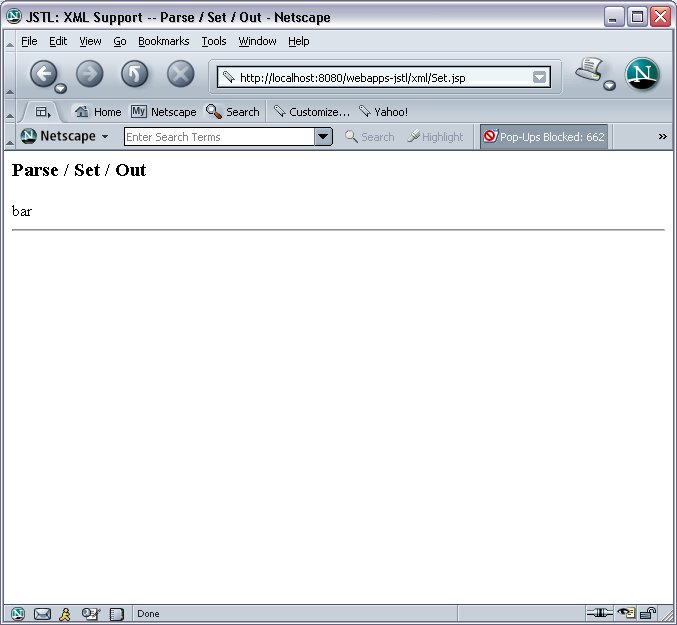 JSTL: XML Support -- Parse / Set / Out - Netscape
File Edit View Go Bookmarks Tools Window Help
http://localhost:8080/webapps-jstl/xml/Set.jsp
N
Home My Netscape Search Customize... Yahoo!
N Netscape Enter Search Terms Search Highlight Pop-Ups Blocked: 662 »
Parse / Set / Out
bar
Done